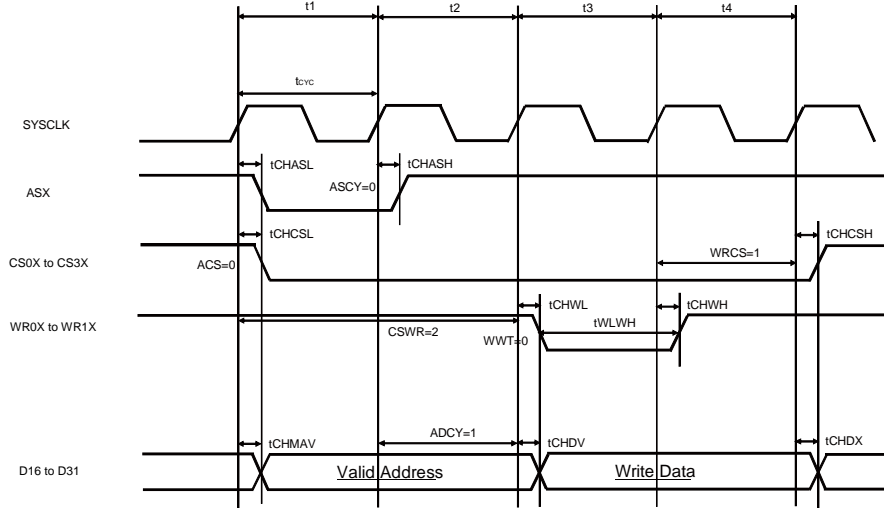 t1 t2 t3 t4
tCYC
SYSCLK
tCHASL tCHASH
ASCY=0
ASX
tCHCSL tCHCSH
WRCS=1
CS0X to CS3X
ACS=0
tCHWL tCHWH
WR0X to WR1X
tWLWH
CSWR=2
WWT=0
ADCY=1
tCHMAV tCHDV tCHDX
D16 to D31 Valid Address Write Data